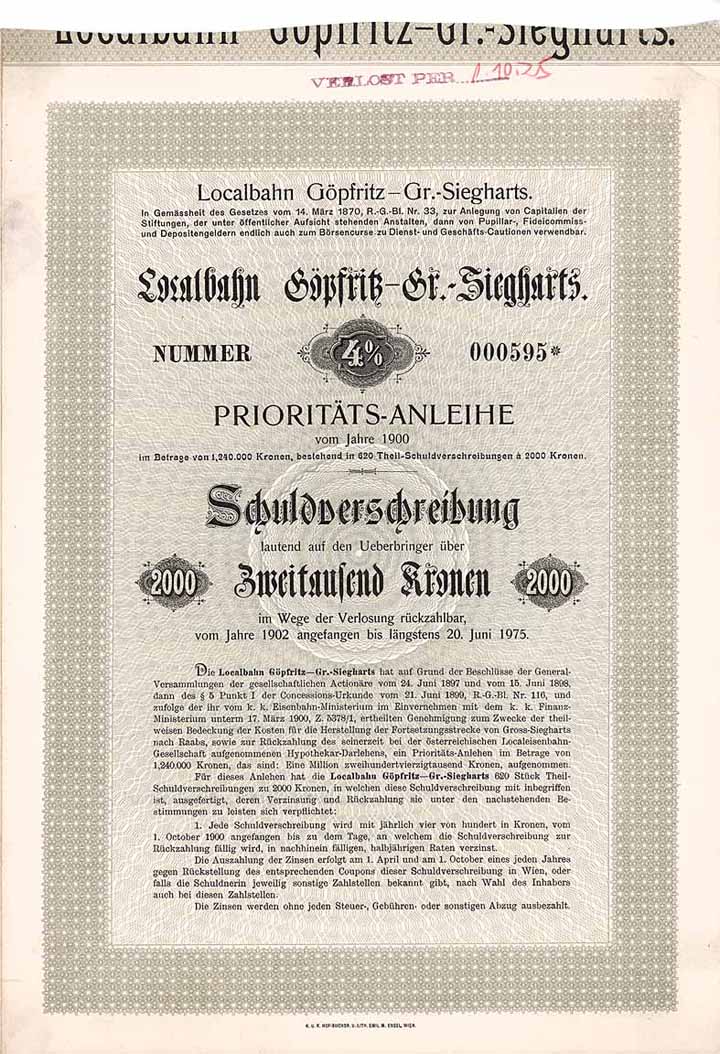 Localbahn Göpfritz–Gr.-Siegharts.
VERLOST PER 1.10.25
Localbahn Göpfritz–Gr.-Siegharts.
In Gemässheit des Gesetzes vom 14. März 1870, R.-G.-Bl. Nr. 33, zur Anlegung von Capitalien der
Stiftungen, der unter öffentlicher Aufsicht stehenden Anstalten, dann von Pupillar-, Fideicommiss-
und Depositengeldern endlich auch zum Börsencurse zu Dienst- und Geschäfts-Cautionen verwendbar.
Localbahn Göpfritz–Gr.-Siegharts.
NUMMER 4% 000595*
PRIORITÄTS-ANLEIHE
vom Jahre 1900
im Betrage von 1,240.000 Kronen, bestehend in 620 Theil-Schuldverschreibungen à 2000 Kronen.
Schuldverschreibung
lautend auf den Ueberbringer über
2000 Zweitausend Kronen 2000
im Wege der Verlosung rückzahlbar,
vom Jahre 1902 angefangen bis längstens 20. Juni 1975.
Die Localbahn Göpfritz–Gr.-Siegharts hat auf Grund der Beschlüsse der General-
Versammlungen der gesellschaftlichen Actionäre vom 24. Juni 1897 und vom 15. Juni 1898,
dann des § 5 Punkt I der Concessions-Urkunde vom 21. Juni 1899, R.-G.-Bl. Nr. 116, und
zufolge der ihr vom k. k. Eisenbahn-Ministerium im Einvernehmen mit dem k. k. Finanz-
Ministerium unterm 17. März 1900, Z. 5378/1, ertheilten Genehmigung zum Zwecke der theil-
weisen Bedeckung der Kosten für die Herstellung der Fortsetzungsstrecke von Gross-Siegharts
nach Raabs, sowie zur Rückzahlung des seinerzeit bei der österreichischen Localeisenbahn-
Gesellschaft aufgenommenen Hypothekar-Darlehens, ein Prioritäts-Anlehen im Betrage von
1,240.000 Kronen, das sind: Eine Million zweihundertvierzigtausend Kronen, aufgenommen.
Für dieses Anlehen hat die Localbahn Göpfritz–Gr.-Siegharts 620 Stück Theil-
Schuldverschreibungen zu 2000 Kronen, in welchen diese Schuldverschreibung mit inbegriffen
ist, ausgefertigt, deren Verzinsung und Rückzahlung sie unter den nachstehenden Be-
stimmungen zu leisten sich verpflichtet:
1. Jede Schuldverschreibung wird mit jährlich vier von hundert in Kronen, vom
1. October 1900 angefangen bis zu dem Tage, an welchem die Schuldverschreibung zur
Rückzahlung fällig wird, in nachhinein fälligen, halbjährigen Raten verzinst.
Die Auszahlung der Zinsen erfolgt am 1. April und am 1. October eines jeden Jahres
gegen Rückstellung des entsprechenden Coupons dieser Schuldverschreibung in Wien, oder
falls die Schuldnerin jeweilig sonstige Zahlstellen bekannt gibt, nach Wahl des Inhabers
auch bei diesen Zahlstellen.
Die Zinsen werden ohne jeden Steuer-, Gebühren- oder sonstigen Abzug ausbezahlt.
K. U. K. HOF-BUCHDR. U. LITH. EMIL M. ENGEL, WIEN.